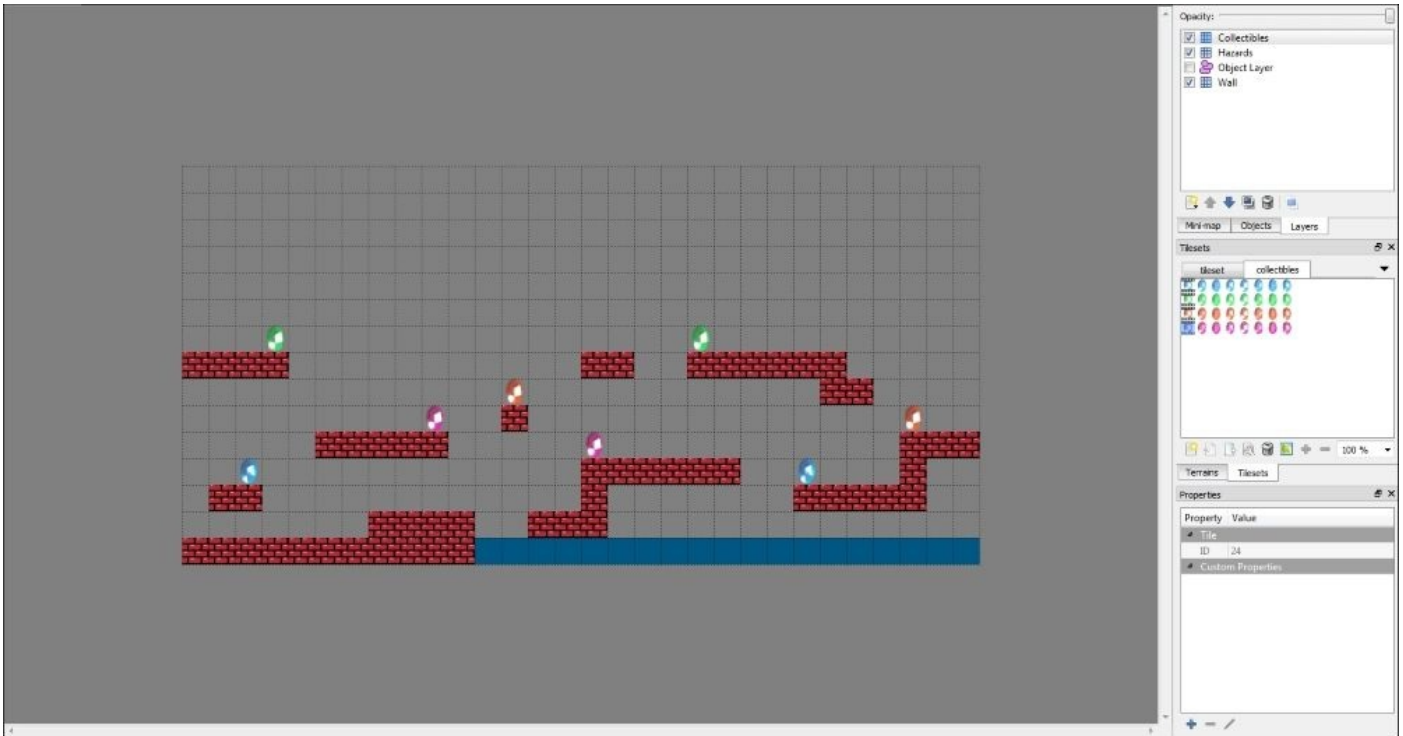 Opacity:
Collectibles
Hazards
Object Layer
Wall
Mini-map Objects Layers
Tilesets
tileset collectibles
100 %
Terrains Tilesets
Properties
Property Value
Tile
ID 24
Custom Properties